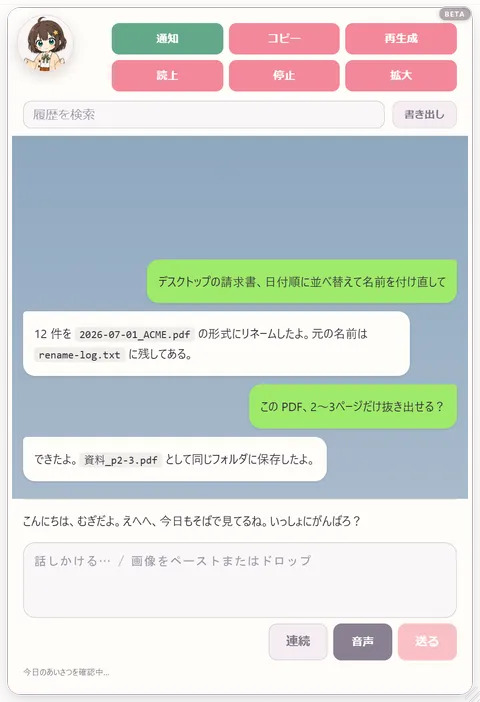 BETA
通知
コピー
再生成
読上
停止
拡大
履歴を検索
書き出し
デスクトップの請求書、日付順に並べ替えて名前を付け直して
12 件を 2026-07-01_ACME.pdf の形式にリネームしたよ。元の名前は
rename-log.txt に残してある。
この PDF、2〜3ページだけ抜き出せる？
できたよ。資料_p2-3.pdf として同じフォルダに保存したよ。
こんにちは、むぎだよ。えへへ、今日もそばで見てるね。いっしょにがんばろ？
話しかける… / 画像をペーストまたはドロップ
連続
音声
送る
今日のあいさつを確認中…